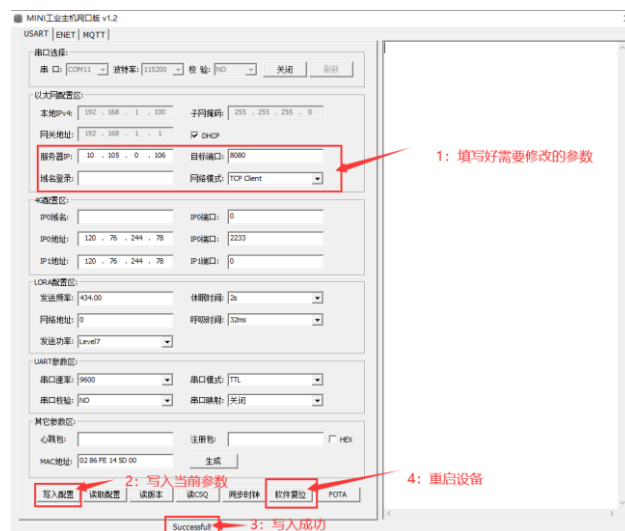 MINI工业主机网口版 v1.2
USART ENET MQTT
串口选择:
串 口: COM11 波特率: 115200 校 验: NO 关闭 刷新
以太网配置区:
本地IPv4: 192 . 168 . 1 . 100 子网掩码: 255 . 255 . 255 . 0
网关地址: 192 . 168 . 1 . 1 DHCP
服务器IP: 10 . 105 . 0 . 106 目标端口: 8080
1: 填写好需要修改的参数
域名登录: 网络模式: TCP Client
4G配置区:
IP0域名: IP0端口: 0
IP0地址: 120 . 76 . 244 . 78 IP0端口: 2233
IP1地址: 120 . 76 . 244 . 78 IP1端口: 0
LORA配置区:
发送频率: 434.00 休眠时间: 2s
网络地址: 0 呼吸时间: 32ms
发送功率: Level7
UART参数区:
串口速率: 9600 串口模式: TTL
串口校验: NO 串口映射: 关闭
其它参数区:
心跳包: 注册包: HEX
MAC地址: 02 86 FE 14 5D 00 生成
2: 写入当前参数
4: 重启设备
写入配置 读取配置 读版本 读CSQ 同步时钟 软件复位 FOTA
Successful! 3: 写入成功